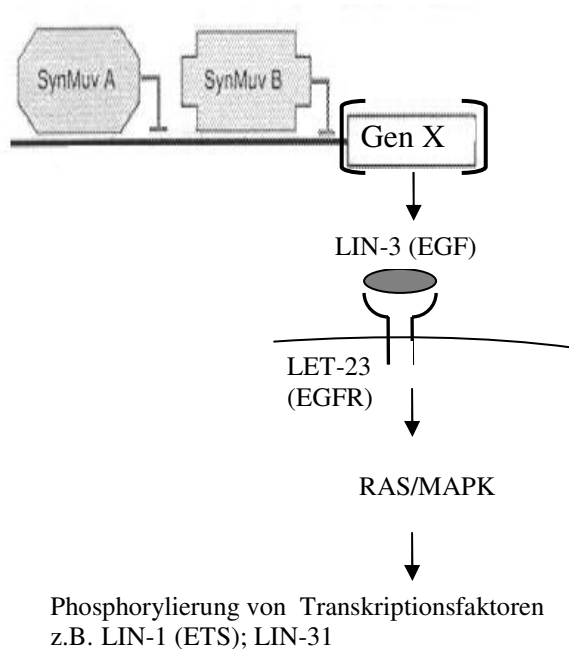 SynMuv A
SynMuv B
Gen X
LIN-3 (EGF)
LET-23
(EGFR)
RAS/MAPK
Phosphorylierung von Transkriptionsfaktoren
z.B. LIN-1 (ETS); LIN-31